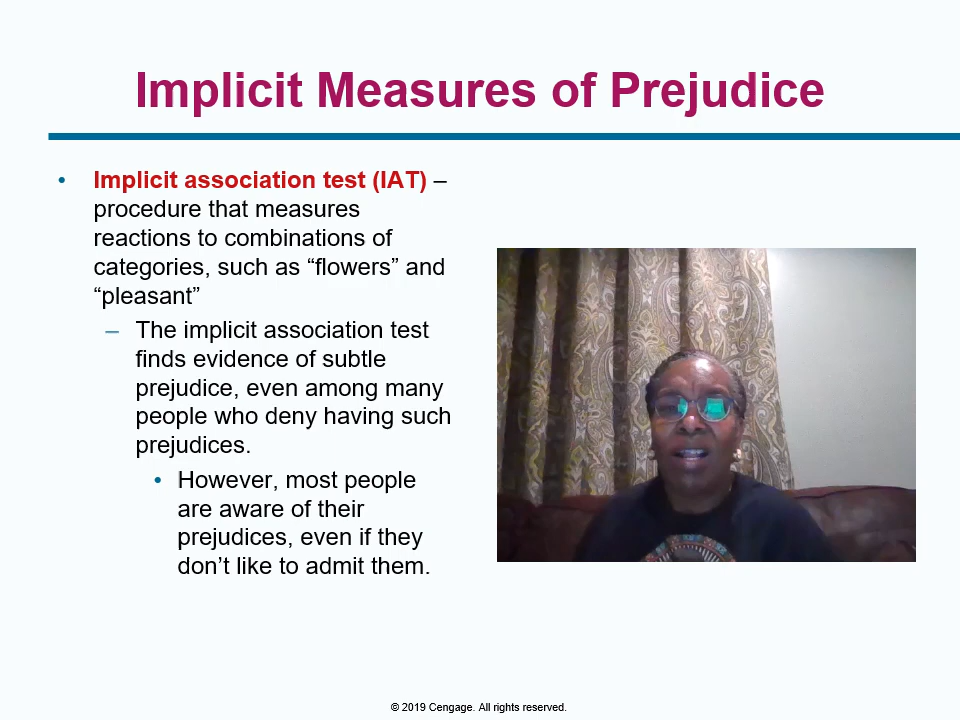 Implicit Measures of Prejudice
• Implicit association test (IAT) –
procedure that measures
reactions to combinations of
categories, such as “flowers” and
“pleasant”
– The implicit association test
finds evidence of subtle
prejudice, even among many
people who deny having such
prejudices.
• However, most people
are aware of their
prejudices, even if they
don’t like to admit them.
© 2019 Cengage. All rights reserved.